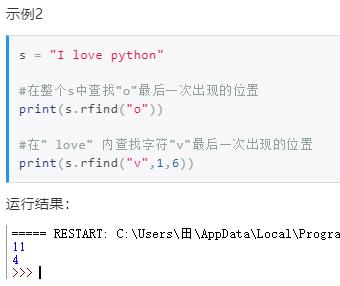 示例2
s = "I love python"
#在整个s中查找"o"最后一次出现的位置
print(s.rfind("o"))
#在" love" 内查找字符"v"最后一次出现的位置
print(s.rfind("v",1,6))
运行结果：
===== RESTART: C:\Users\田\AppData\Local\Progra
11
4
>>>